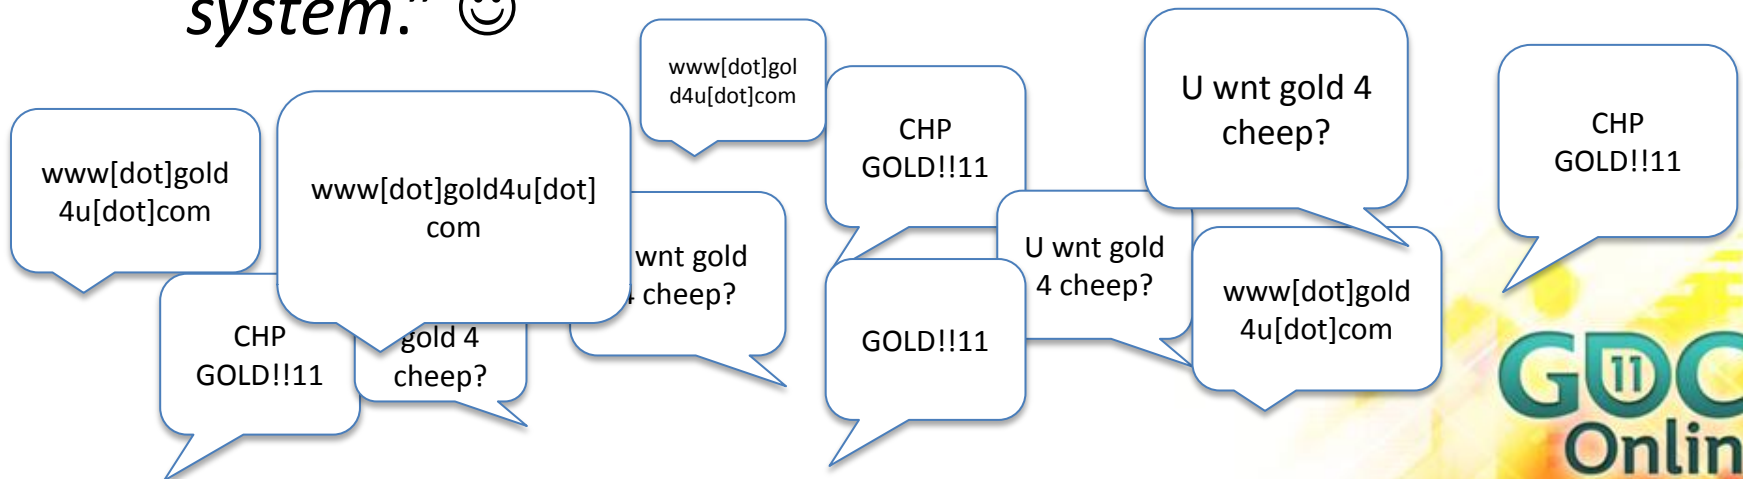 system.” ☺
www[dot]gold
4u[dot]com
www[dot]gold4u[dot]
com
www[dot]gol
d4u[dot]com
CHP
GOLD!!11
U wnt gold 4
cheep?
CHP
GOLD!!11
CHP
GOLD!!11
gold 4
cheep?
wnt gold
cheep?
GOLD!!11
U wnt gold
4 cheep?
www[dot]gold
4u[dot]com
GDC
11
Onlin